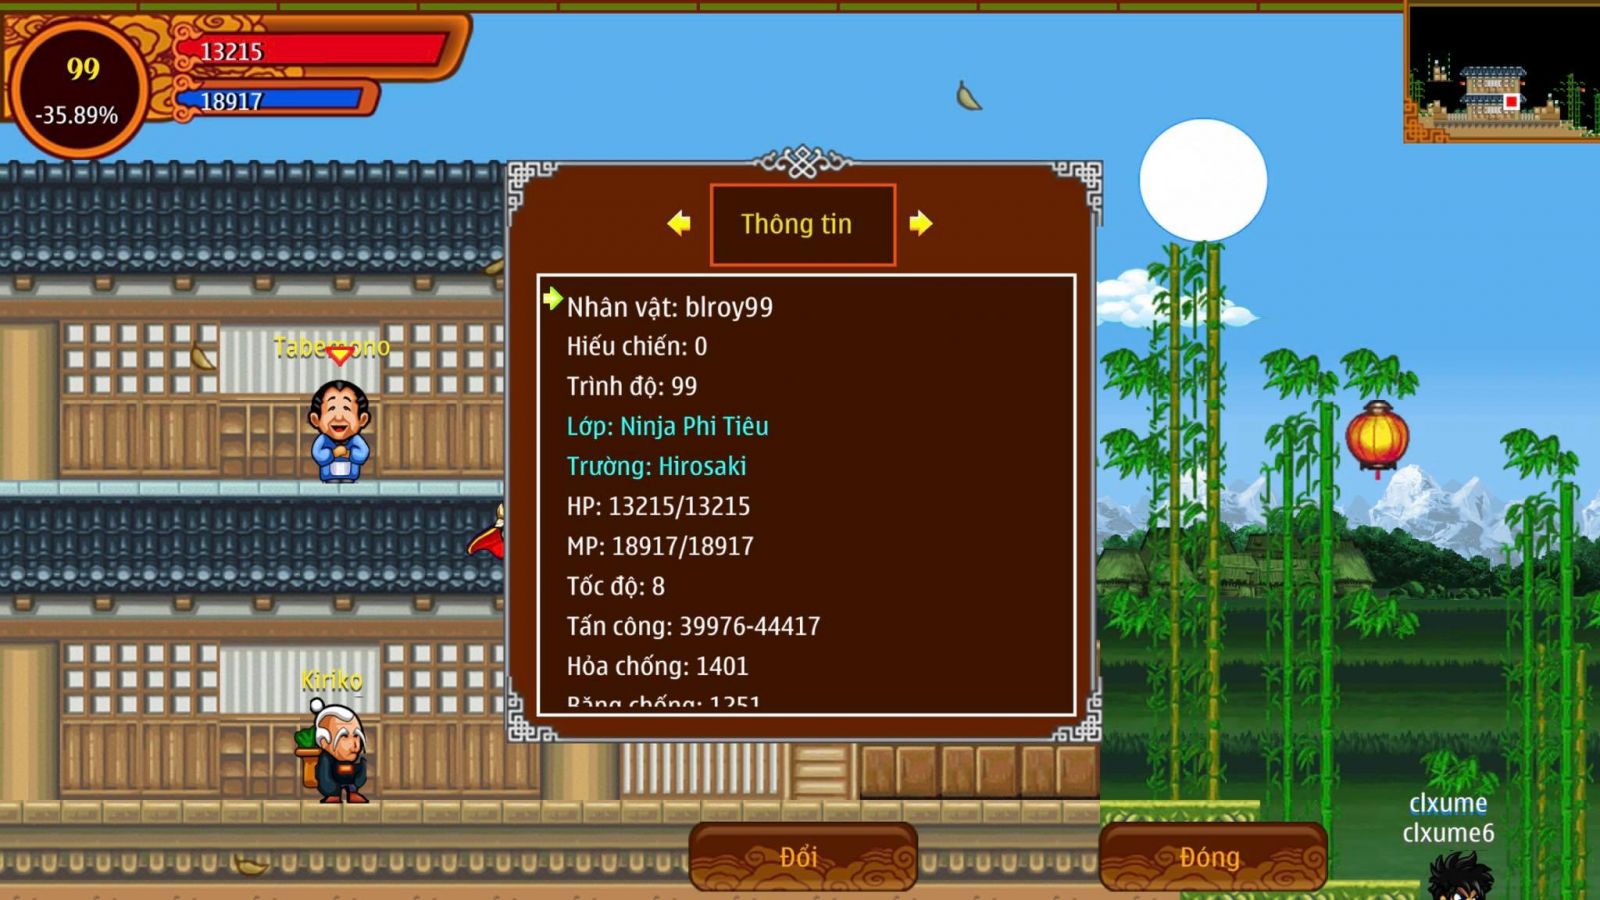 13215
99
18917
-35.89%
Thông tin
Nhân vật: blroy99
Hiếu chiến: 0
Tabemono
Trình độ: 99
Lớp: Ninja Phi Tiêu
Trường: Hirosaki
HP: 13215/13215
MP: 18917/18917
Tốc độ: 8
Tấn công: 39976-44417
Hỏa chống: 1401
Kiriko
Băng chống: 1251
clxume
clxume6
Đổi
Đóng